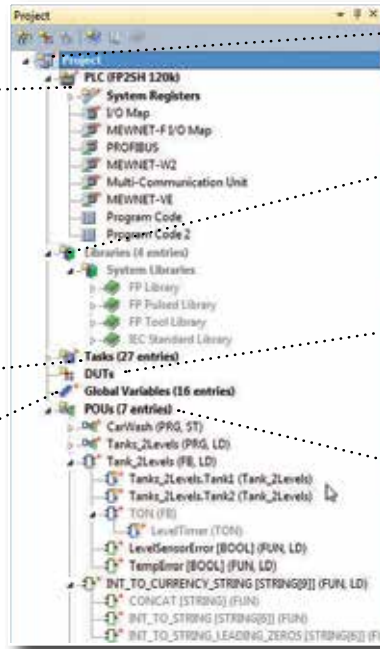 Project
Project
PLC (FP2SH 120k)
System Registers
I/O Map
MEWNET-F I/O Map
PROFIBUS
MEWNET-W2
Multi-Communication Unit
MEWNET-VE
Program Code
Program Code 2
Libraries (4 entries)
System Libraries
FP Library
FP Pulsed Library
FP Tool Library
IEC Standard Library
Tasks (27 entries)
DUTs
Global Variables (16 entries)
POUs (7 entries)
CarWash (PRG, ST)
Tanks_2Levels (PRG, LD)
Tank_2Levels (FB, LD)
Tanks_2Levels.Tank1 (Tank_2Levels)
Tanks_2Levels.Tank2 (Tank_2Levels)
TON (FB)
LevelTimer (TON)
LevelSensorError [BOOL] (FUN, LD)
TempError [BOOL] (FUN, LD)
INT_TO_CURRENCY_STRING [STRING[9]] (FUN, LD)
CONCAT [STRING] (FUN)
INT_TO_STRING [STRING[6]] (FUN)
INT_TO_STRING_LEADING_ZEROS [STRING[6]] (FU